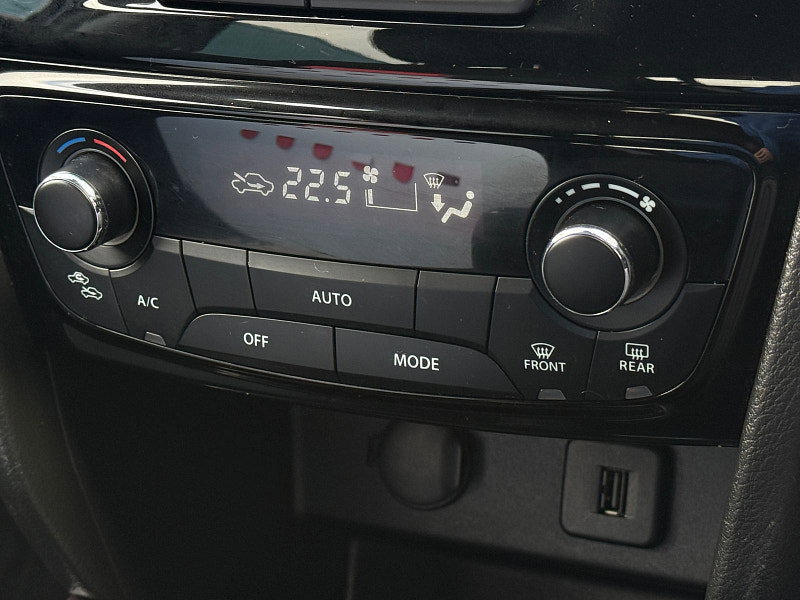 22.5
A/C
AUTO
OFF
MODE
FRONT
REAR